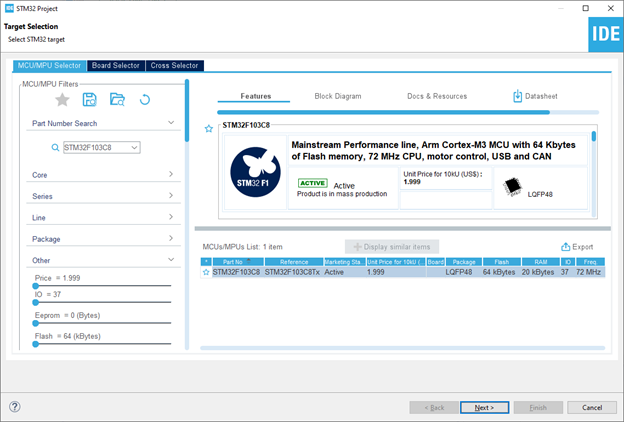 IDE STM32 Project
Target Selection
Select STM32 target
IDE
MCU/MPU Selector Board Selector Cross Selector
MCU/MPU Filters
Part Number Search
STM32F103C8
Core
Series
Line
Package
Other
Price = 1.999
IO = 37
Eeprom = 0 (Bytes)
Flash = 64 (kBytes)
Features Block Diagram Docs & Resources Datasheet
STM32F103C8
STM32 F1
Mainstream Performance line, Arm Cortex-M3 MCU with 64 Kbytes
of Flash memory, 72 MHz CPU, motor control, USB and CAN
ACTIVE Active
Product is in mass production
Unit Price for 10kU (US$) :
1.999
LQFP48
MCUs/MPUs List: 1 item Display similar items Export
* Part No Reference Marketing Sta... Unit Price for 10kU (... Board Package Flash RAM IO Freq.
STM32F103C8 STM32F103C8Tx Active 1.999 LQFP48 64 kBytes 20 kBytes 37 72 MHz
? < Back Next > Finish Cancel